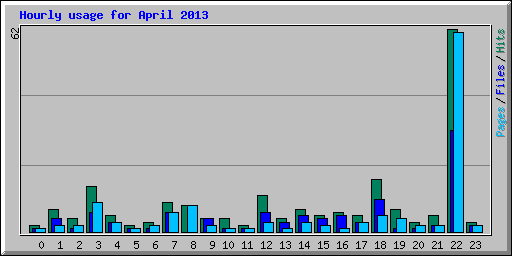 Hourly usage for April 2013
62
Pages / Files / Hits
0 1 2 3 4 5 6 7 8 9 10 11 12 13 14 15 16 17 18 19 20 21 22 23